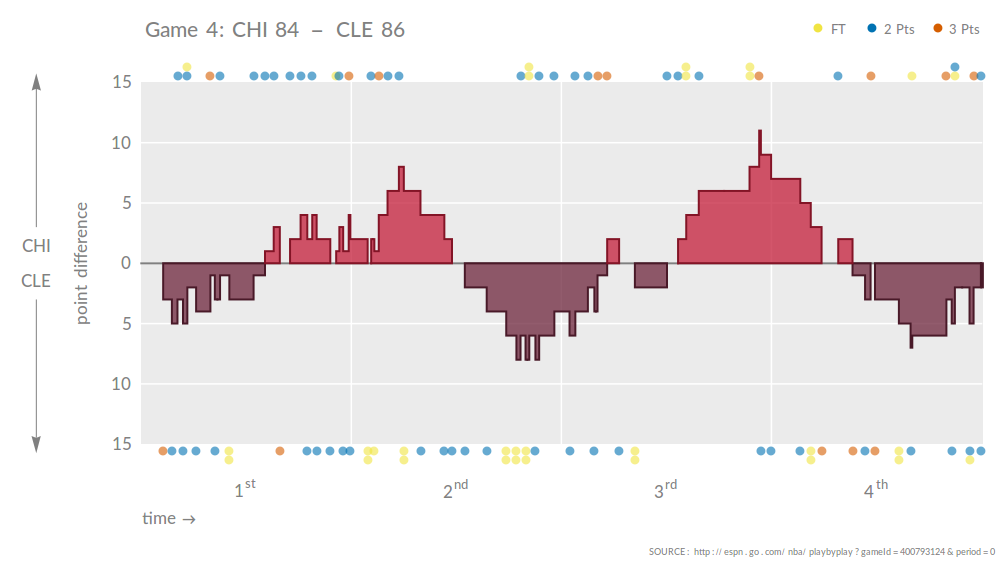 Game 4: CHI 84 – CLE 86
FT 2 Pts 3 Pts
15
10
5
0
5
10
15
CHI
CLE
point difference
1st 2nd 3rd 4th
time →
SOURCE: http://espn.go.com/nba/playbyplay?gameId=400793124&period=0